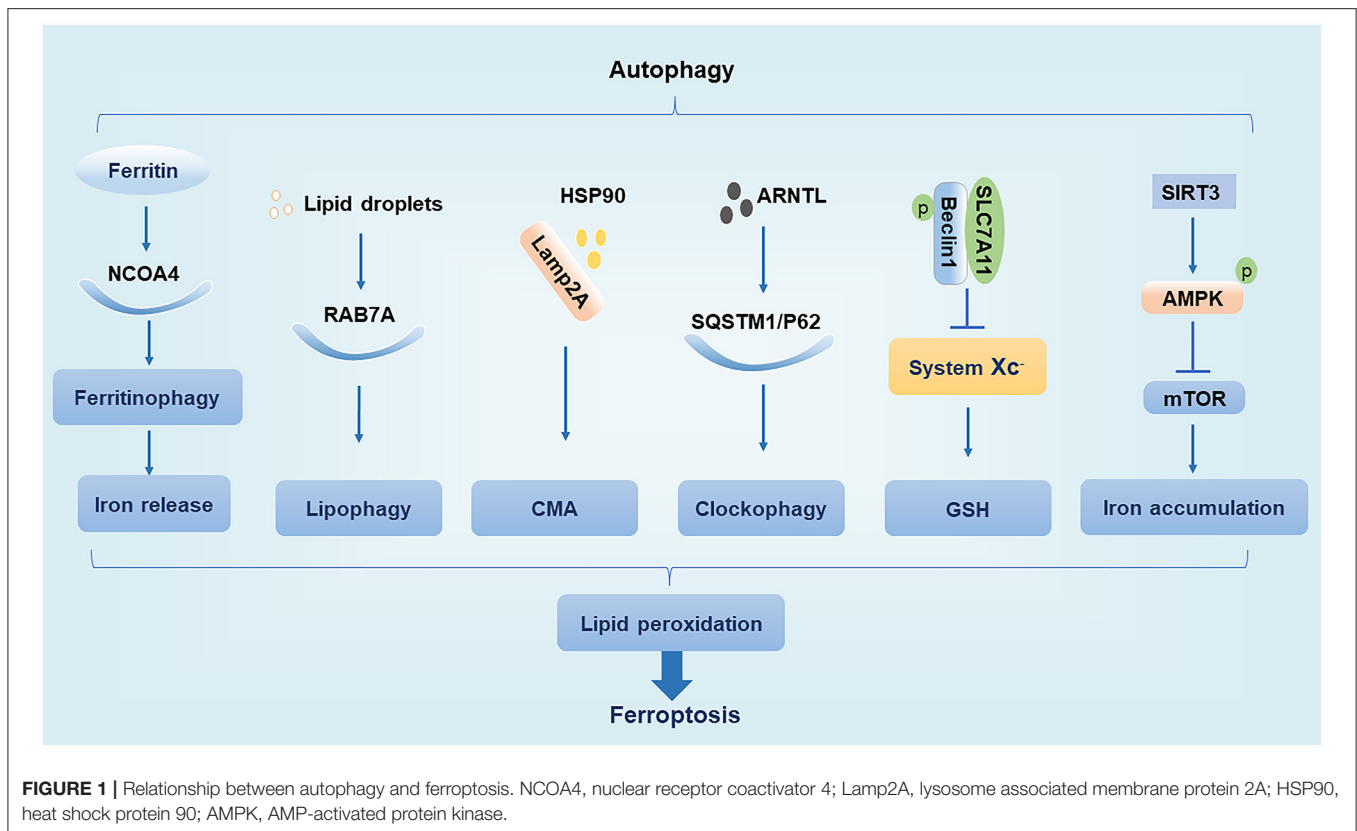 Autophagy
Ferritin
NCOA4
Ferritinophagy
Iron release
Lipid droplets
RAB7A
Lipophagy
HSP90
Lamp2A
CMA
ARNTL
SQSTM1/P62
Clockophagy
p
Beclin1
SLC7A11
System Xc-
GSH
SIRT3
p
AMPK
mTOR
Iron accumulation
Lipid peroxidation
Ferroptosis
FIGURE 1 | Relationship between autophagy and ferroptosis. NCOA4, nuclear receptor coactivator 4; Lamp2A, lysosome associated membrane protein 2A; HSP90,
heat shock protein 90; AMPK, AMP-activated protein kinase.